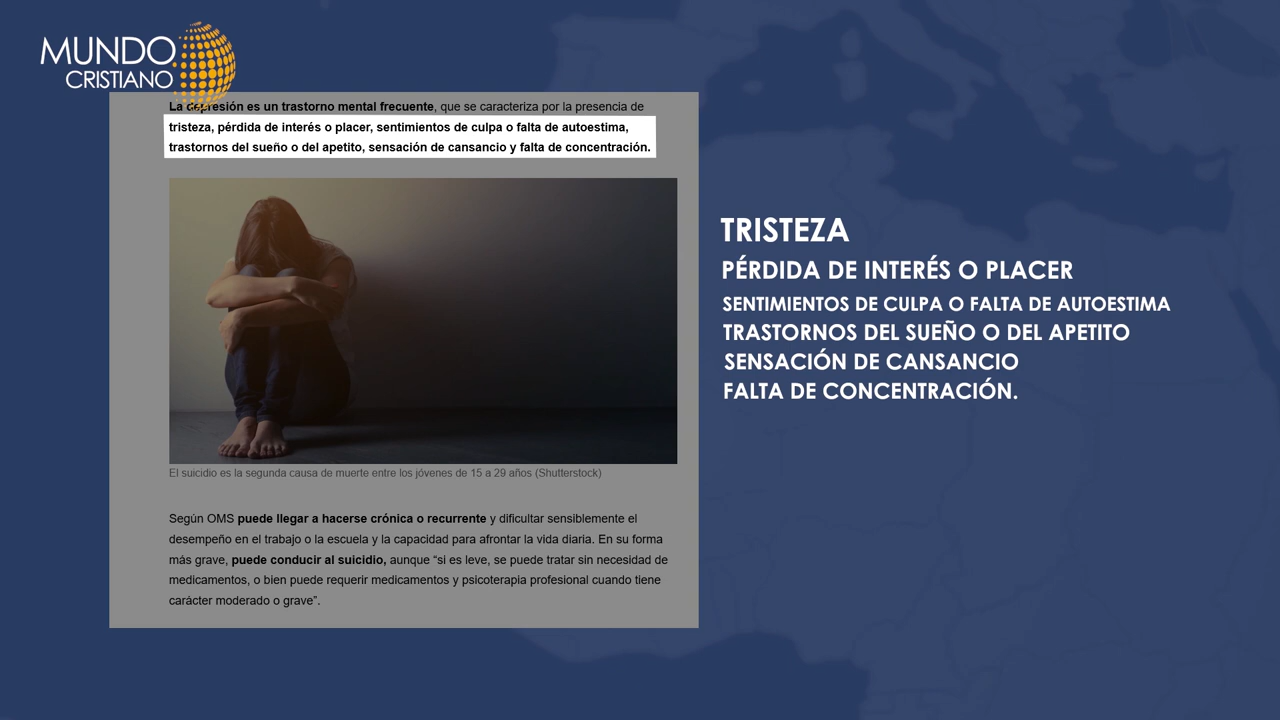 MUNDO
CRISTIANO
La depresión es un trastorno mental frecuente, que se caracteriza por la presencia de
tristeza, pérdida de interés o placer, sentimientos de culpa o falta de autoestima,
trastornos del sueño o del apetito, sensación de cansancio y falta de concentración.
El suicidio es la segunda causa de muerte entre los jóvenes de 15 a 29 años (Shutterstock)
Según OMS puede llegar a hacerse crónica o recurrente y dificultar sensiblemente el
desempeño en el trabajo o la escuela y la capacidad para afrontar la vida diaria. En su forma
más grave, puede conducir al suicidio, aunque “si es leve, se puede tratar sin necesidad de
medicamentos, o bien puede requerir medicamentos y psicoterapia profesional cuando tiene
carácter moderado o grave”.
TRISTEZA
PÉRDIDA DE INTERÉS O PLACER
SENTIMIENTOS DE CULPA O FALTA DE AUTOESTIMA
TRASTORNOS DEL SUEÑO O DEL APETITO
SENSACIÓN DE CANSANCIO
FALTA DE CONCENTRACIÓN.